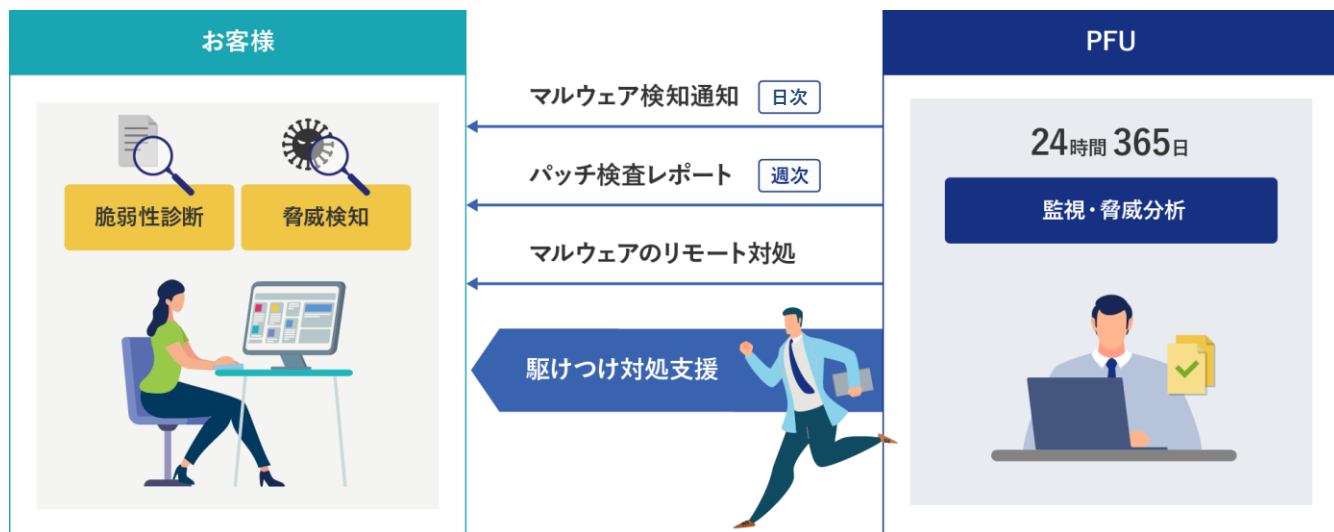 お客様
PFU
マルウェア検知通知 日次
パッチ検査レポート 週次
マルウェアのリモート対処
駆けつけ対処支援
脆弱性診断
脅威検知
24時間 365日
監視・脅威分析